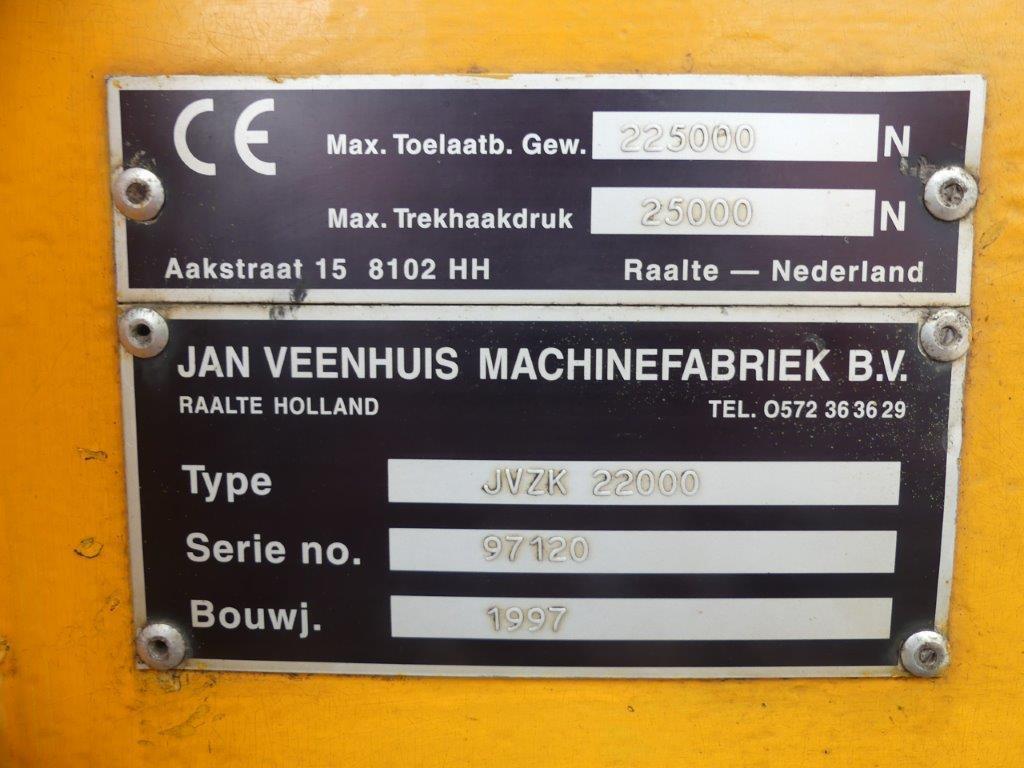 CE Max. Toelaatb. Gew. 225000 N
Max. Trekhaakdruk 25000 N
Aakstraat 15 8102 HH Raalte — Nederland
JAN VEENHUIS MACHINEFABRIEK B.V.
RAALTE HOLLAND TEL. 0572 36 36 29
Type JVZK 22000
Serie no. 97120
Bouwj. 1997